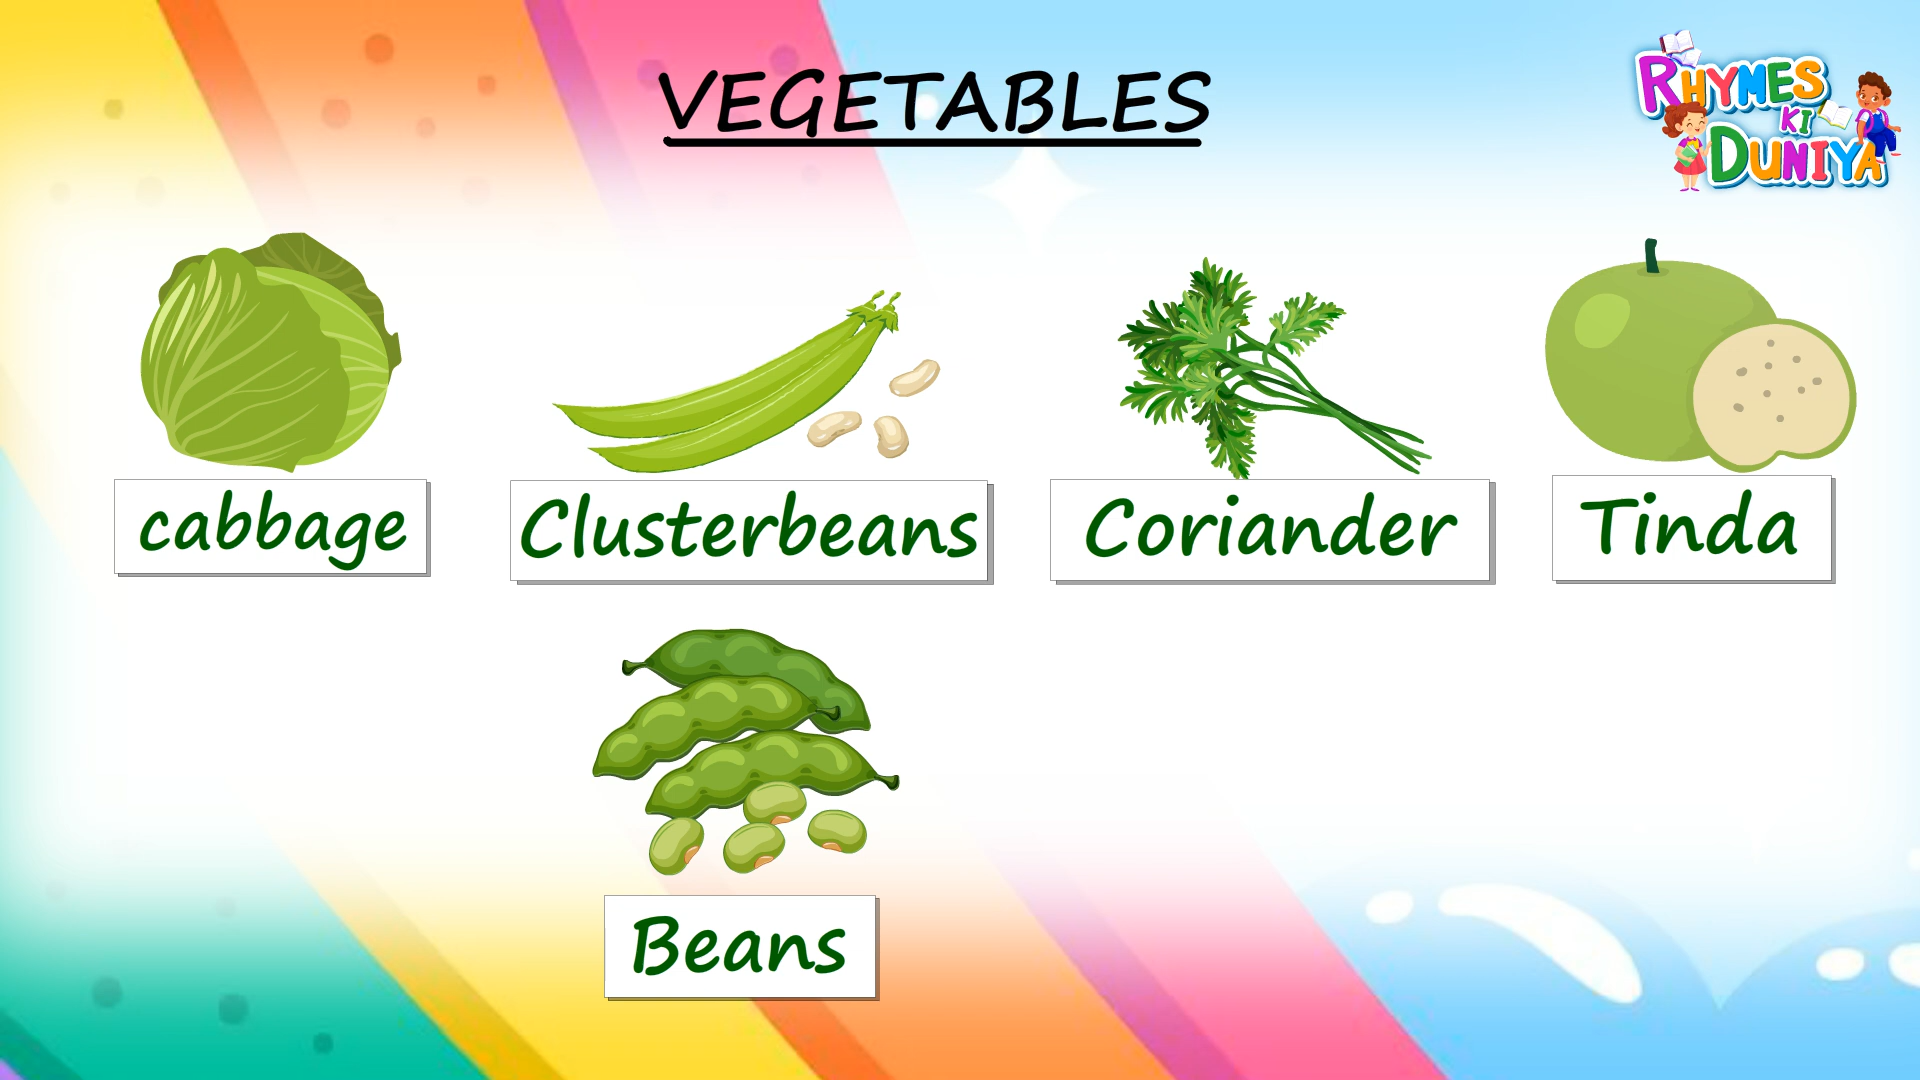 VEGETABLES
RHYMES
KI
DUNIYA
cabbage
Clusterbeans
Coriander
Tinda
Beans